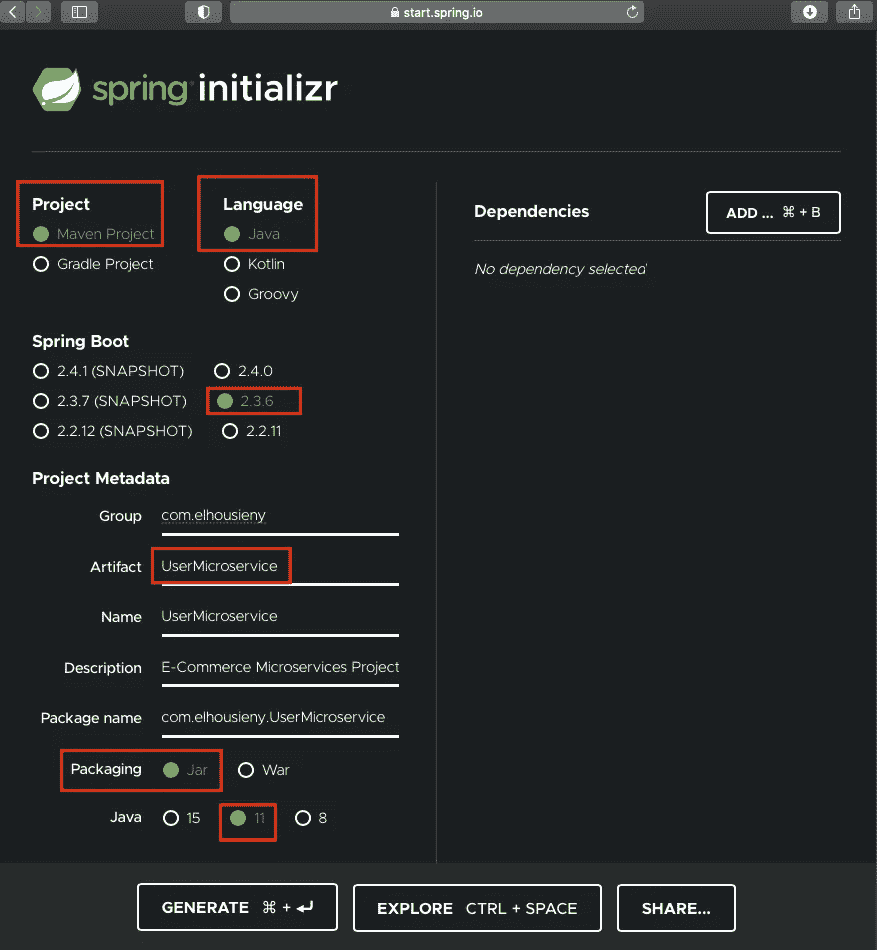 start.spring.io
spring initializr
Project
Maven Project
Gradle Project
Language
Java
Kotlin
Groovy
Spring Boot
2.4.1 (SNAPSHOT) 2.4.0
2.3.7 (SNAPSHOT) 2.3.6
2.2.12 (SNAPSHOT) 2.2.11
Project Metadata
Group com.elhousieny
Artifact UserMicroservice
Name UserMicroservice
Description E-Commerce Microservices Project
Package name com.elhousieny.UserMicroservice
Packaging Jar War
Java 15 11 8
Dependencies
ADD ... ⌘ + B
No dependency selected
GENERATE ⌘ + ↵
EXPLORE CTRL + SPACE
SHARE...